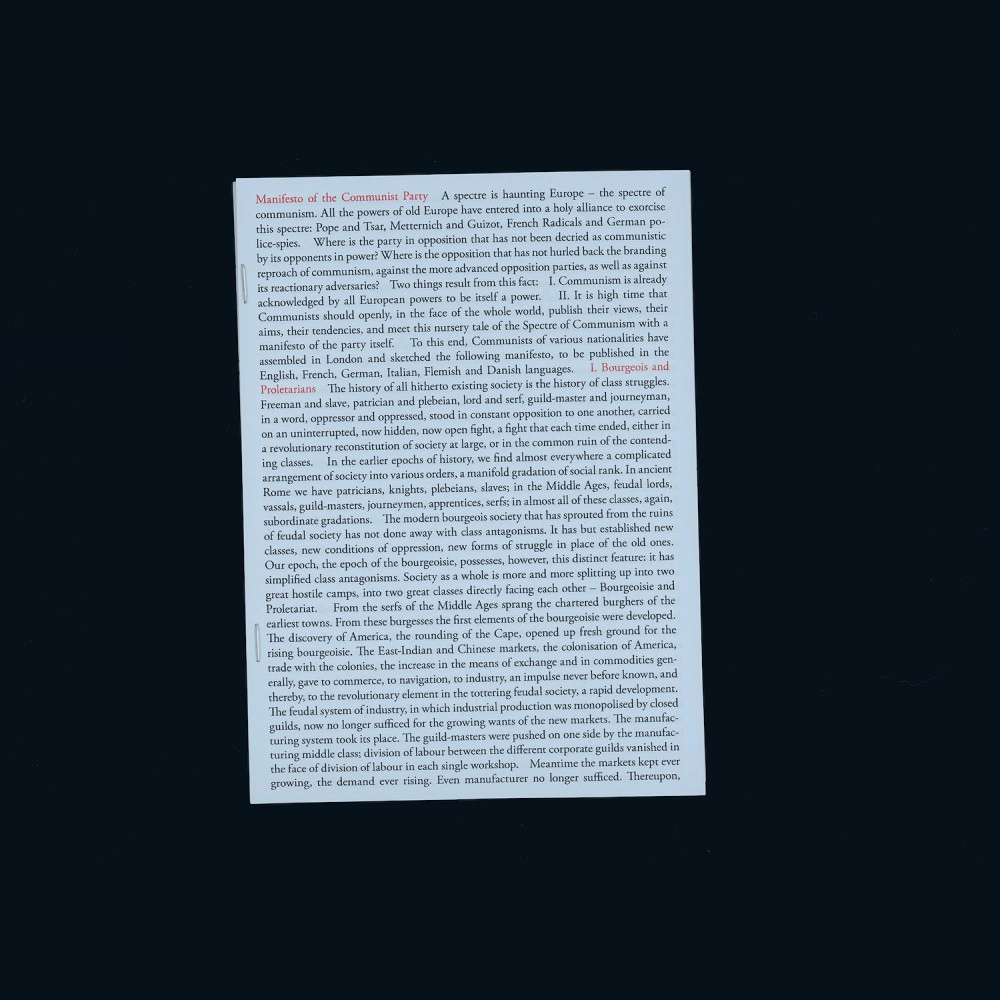 Manifesto of the Communist Party A spectre is haunting Europe – the spectre of
communism. All the powers of old Europe have entered into a holy alliance to exorcise
this spectre: Pope and Tsar, Metternich and Guizot, French Radicals and German po-
lice-spies. Where is the party in opposition that has not been decried as communistic
by its opponents in power? Where is the opposition that has not hurled back the branding
reproach of communism, against the more advanced opposition parties, as well as against
its reactionary adversaries? Two things result from this fact: I. Communism is already
acknowledged by all European powers to be itself a power. II. It is high time that
Communists should openly, in the face of the whole world, publish their views, their
aims, their tendencies, and meet this nursery tale of the Spectre of Communism with a
manifesto of the party itself. To this end, Communists of various nationalities have
assembled in London and sketched the following manifesto, to be published in the
English, French, German, Italian, Flemish and Danish languages. I. Bourgeois and
Proletarians The history of all hitherto existing society is the history of class struggles.
Freeman and slave, patrician and plebeian, lord and serf, guild-master and journeyman,
in a word, oppressor and oppressed, stood in constant opposition to one another, carried
on an uninterrupted, now hidden, now open fight, a fight that each time ended, either in
a revolutionary reconstitution of society at large, or in the common ruin of the contend-
ing classes. In the earlier epochs of history, we find almost everywhere a complicated
arrangement of society into various orders, a manifold gradation of social rank. In ancient
Rome we have patricians, knights, plebeians, slaves; in the Middle Ages, feudal lords,
vassals, guild-masters, journeymen, apprentices, serfs; in almost all of these classes, again,
subordinate gradations. The modern bourgeois society that has sprouted from the ruins
of feudal society has not done away with class antagonisms. It has but established new
classes, new conditions of oppression, new forms of struggle in place of the old ones.
Our epoch, the epoch of the bourgeoisie, possesses, however, this distinct feature: it has
simplified class antagonisms. Society as a whole is more and more splitting up into two
great hostile camps, into two great classes directly facing each other – Bourgeoisie and
Proletariat. From the serfs of the Middle Ages sprang the chartered burghers of the
earliest towns. From these burgesses the first elements of the bourgeoisie were developed.
The discovery of America, the rounding of the Cape, opened up fresh ground for the
rising bourgeoisie. The East-Indian and Chinese markets, the colonisation of America,
trade with the colonies, the increase in the means of exchange and in commodities gen-
erally, gave to commerce, to navigation, to industry, an impulse never before known, and
thereby, to the revolutionary element in the tottering feudal society, a rapid development.
The feudal system of industry, in which industrial production was monopolised by closed
guilds, now no longer sufficed for the growing wants of the new markets. The manufac-
turing system took its place. The guild-masters were pushed on one side by the manufac-
turing middle class; division of labour between the different corporate guilds vanished in
the face of division of labour in each single workshop. Meantime the markets kept ever
growing, the demand ever rising. Even manufacturer no longer sufficed. Thereupon,